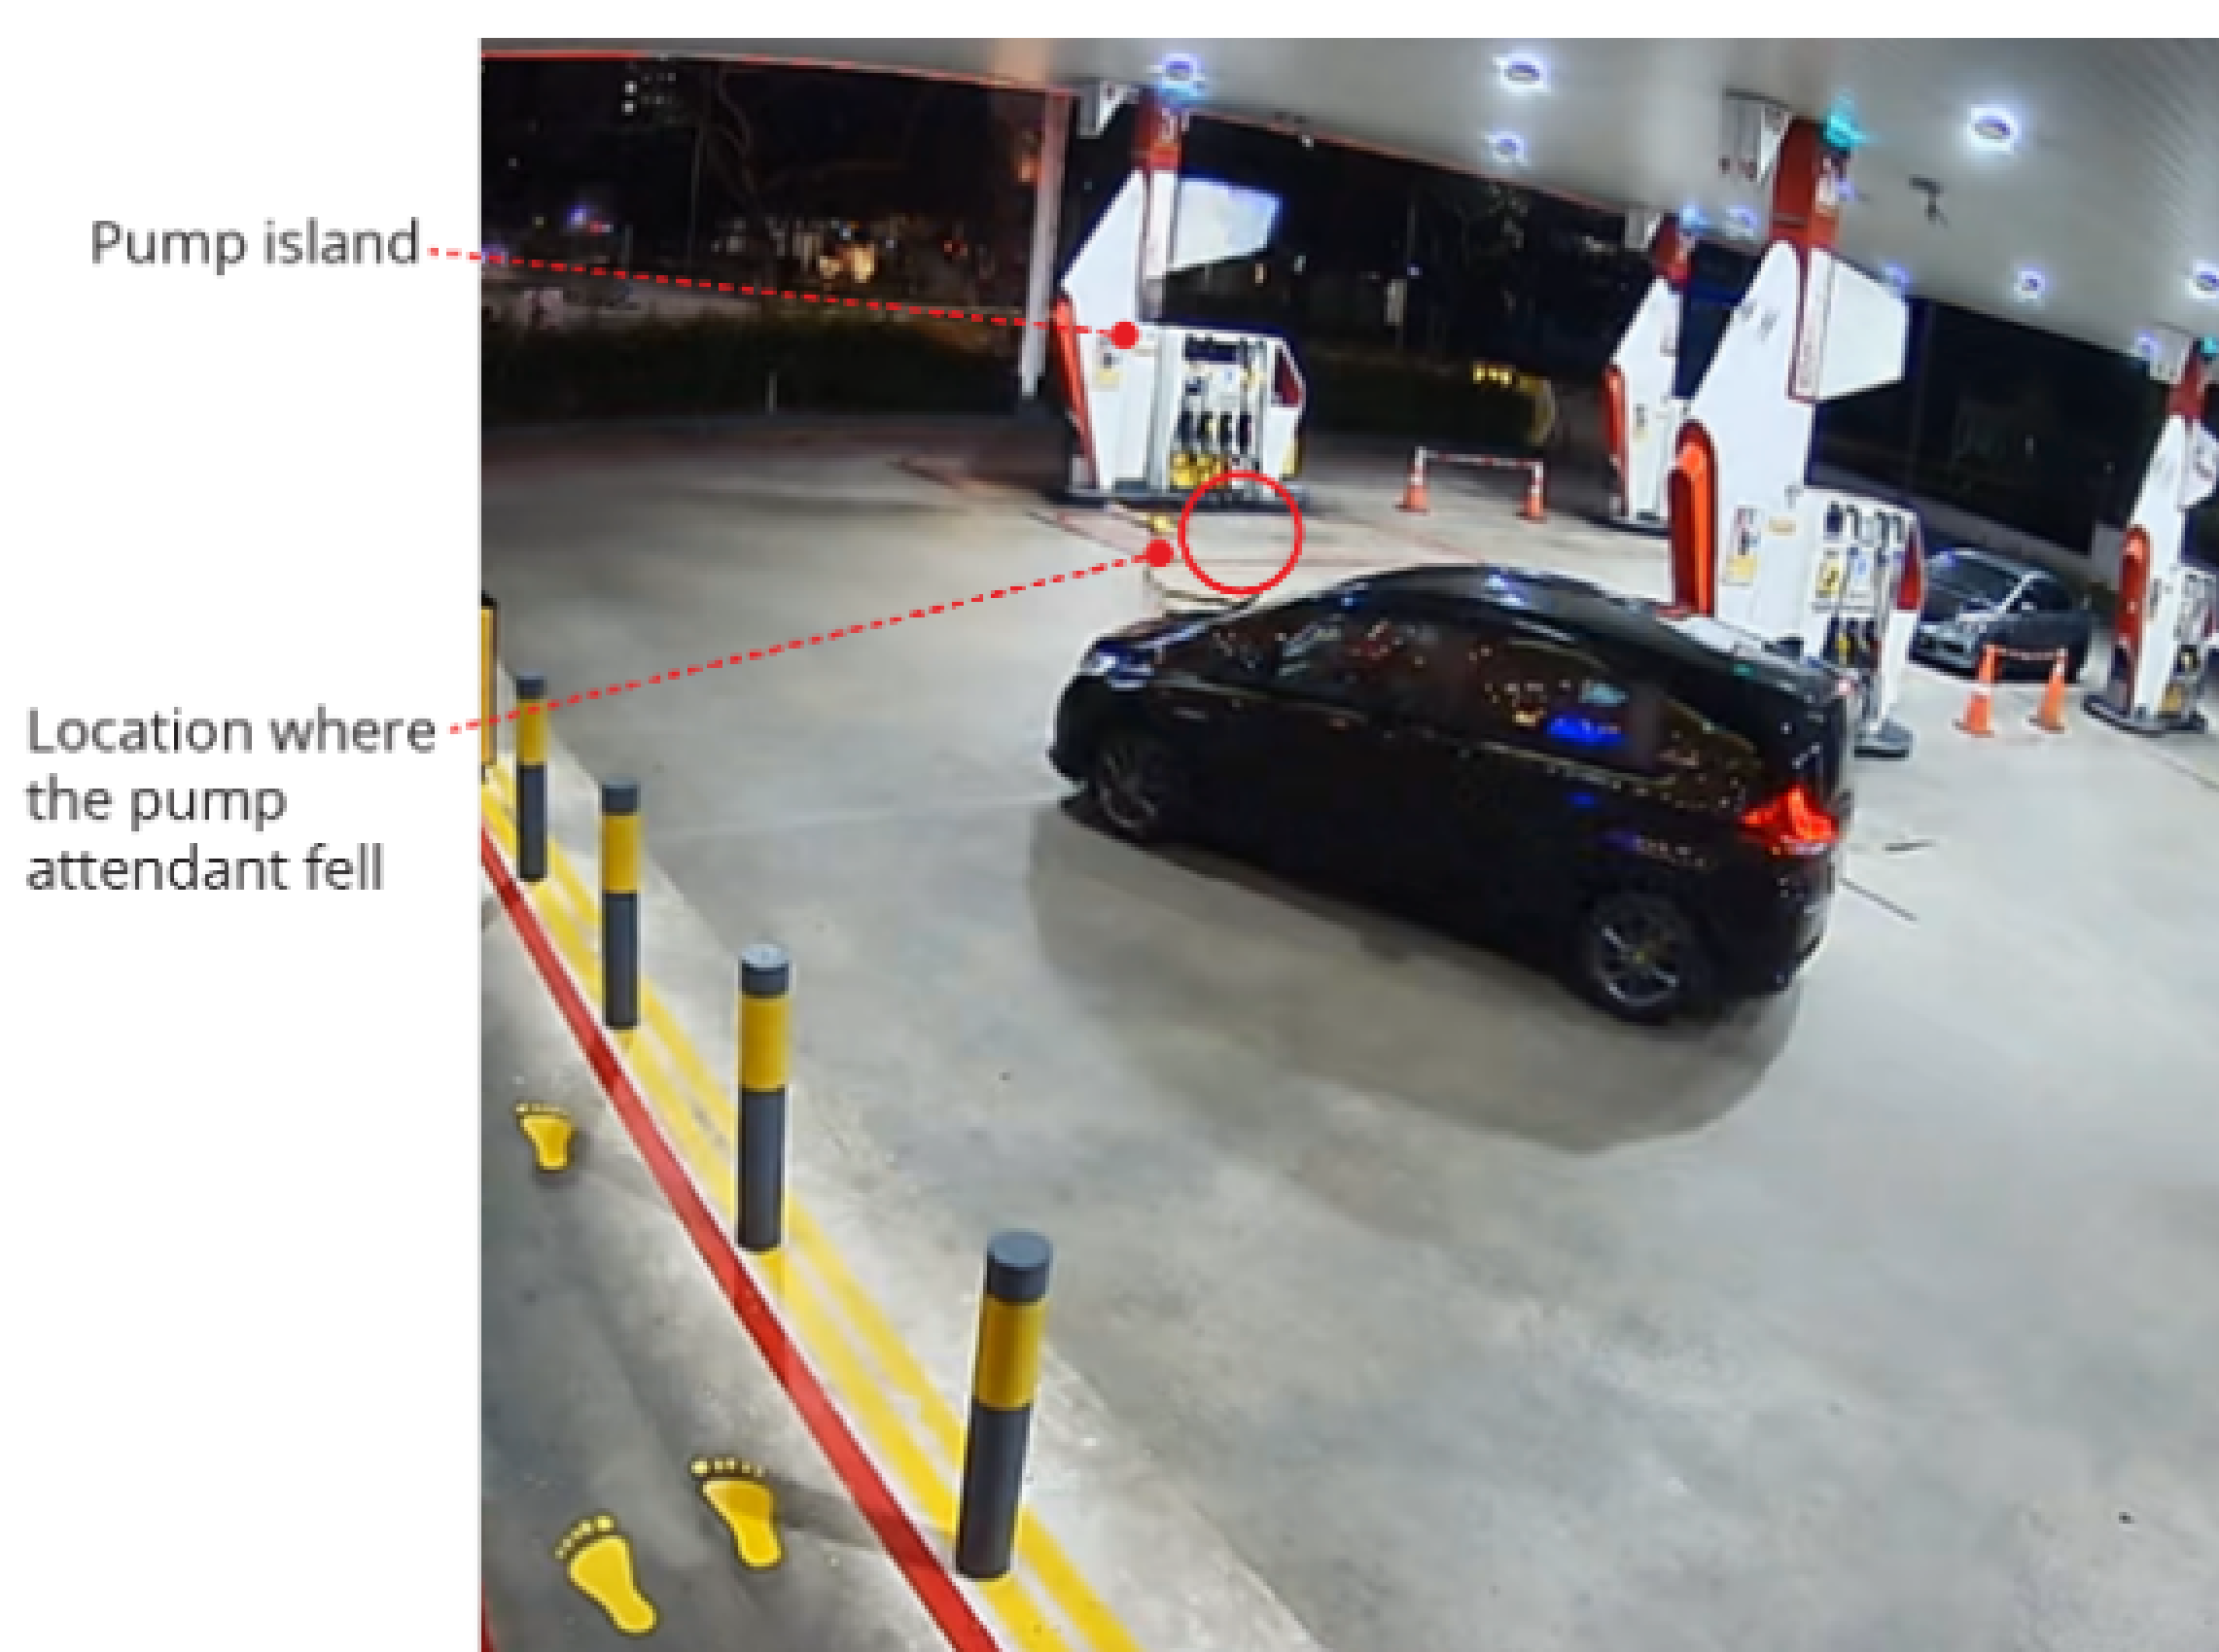 Pump island
Location where
the pump
attendant fell